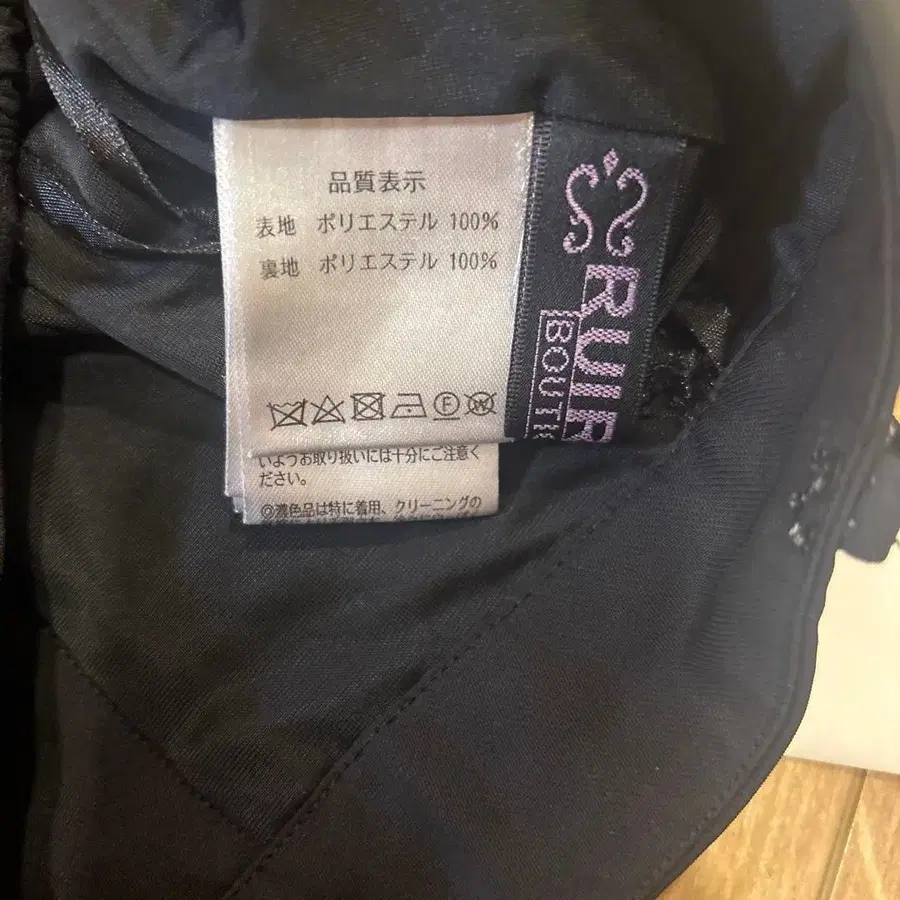 品質表示
表地 ポリエステル 100%
裏地 ポリエステル 100%
F
W
いようお取り扱いには十分にご注意く
ださい。
◎濃色品は特に着用、クリーニングの
RUIR
BOUTI